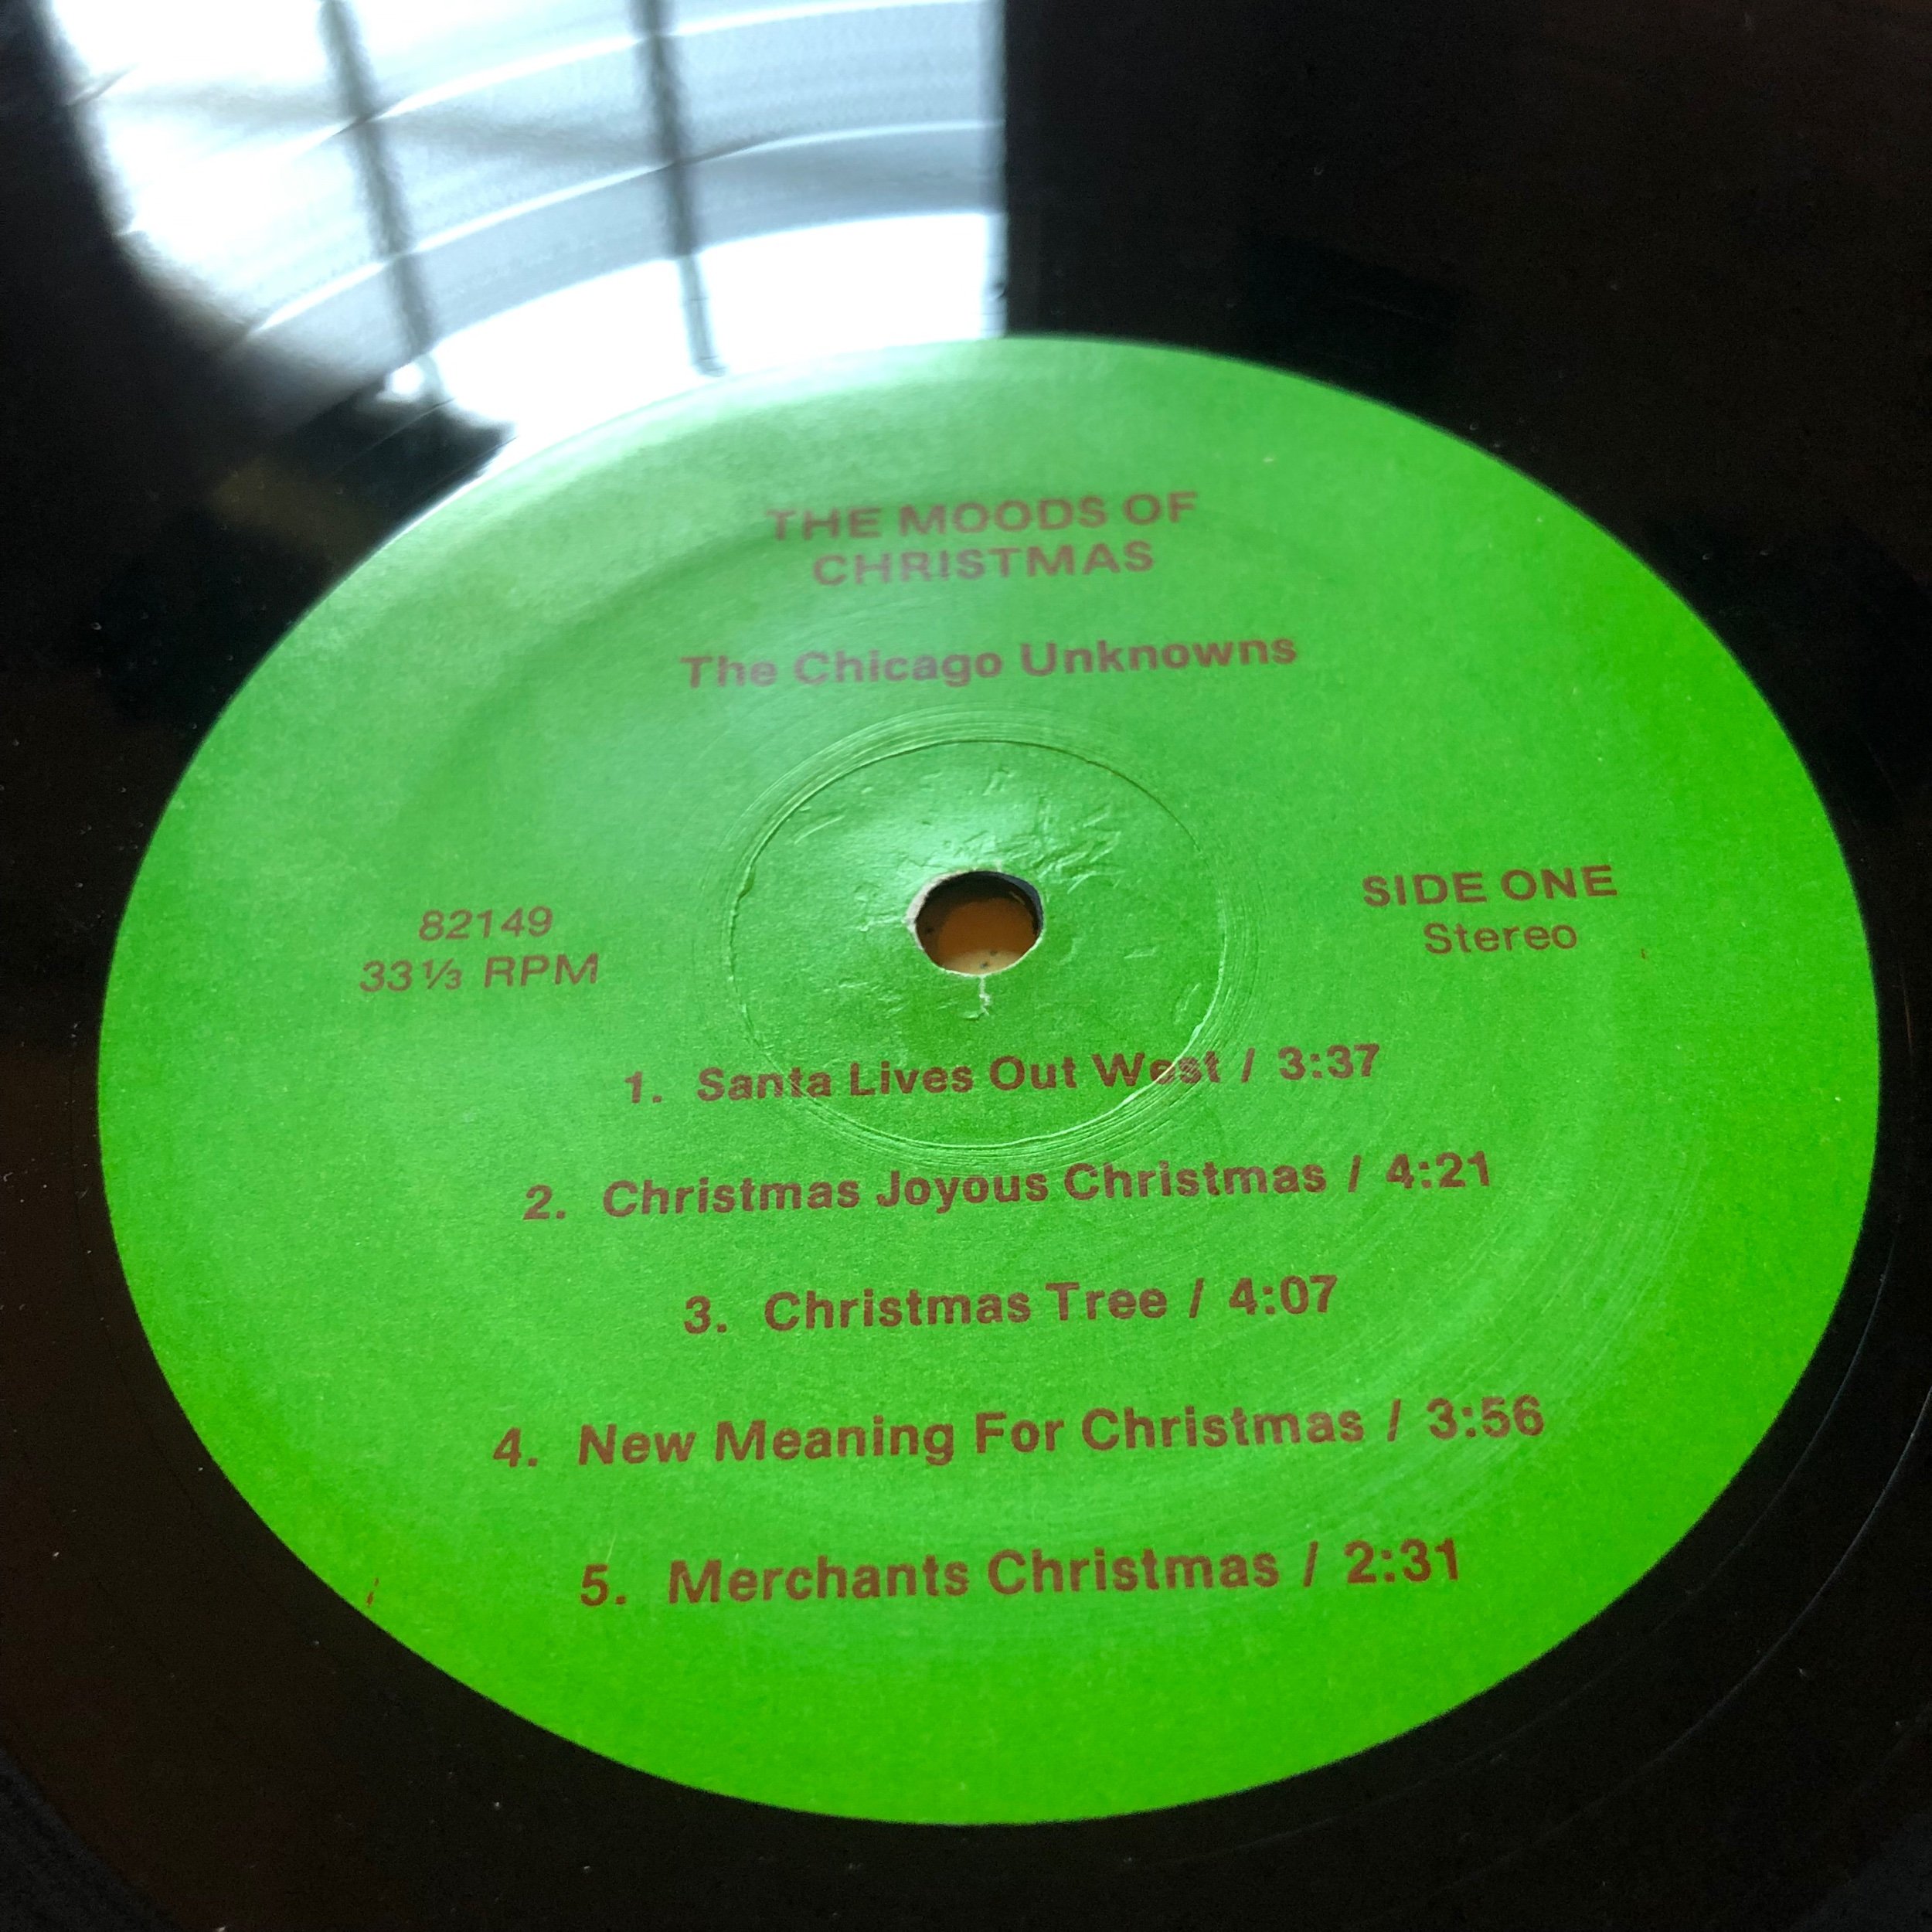 THE MOODS OF
CHRISTMAS
The Chicago Unknowns
82149
33⅓ RPM
SIDE ONE
Stereo
1. Santa Lives Out West / 3:37
2. Christmas Joyous Christmas / 4:21
3. Christmas Tree / 4:07
4. New Meaning For Christmas / 3:56
5. Merchants Christmas / 2:31